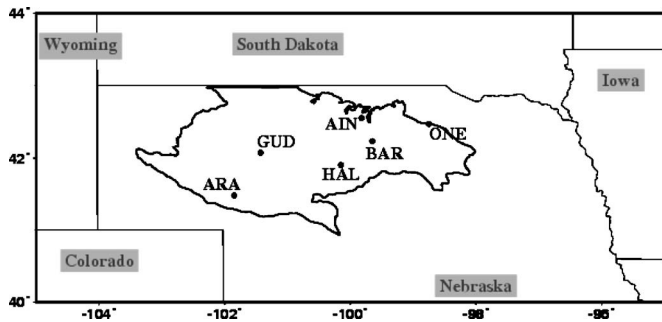 44°
Wyoming
South Dakota
Iowa
AIN
ONE
GUD
BAR
42°
HAL
ARA
Colorado
Nebraska
40°
-104°
-102°
-100°
-98°
-96°